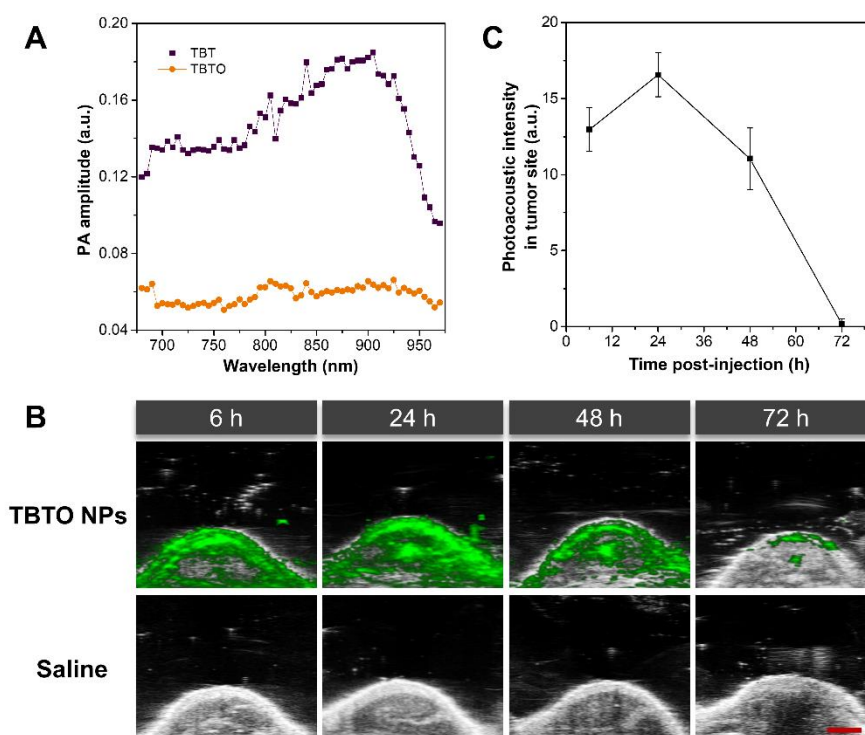 A
TBT
TBTO
PA amplitude (a.u.)
0.20
0.16
0.12
0.08
0.04
700 750 800 850 900 950
Wavelength (nm)
C
Photoacoustic intensity
in tumor site (a.u.)
20
15
10
5
0
0 12 24 36 48 60 72
Time post-injection (h)
B
6 h 24 h 48 h 72 h
TBTO NPs
Saline